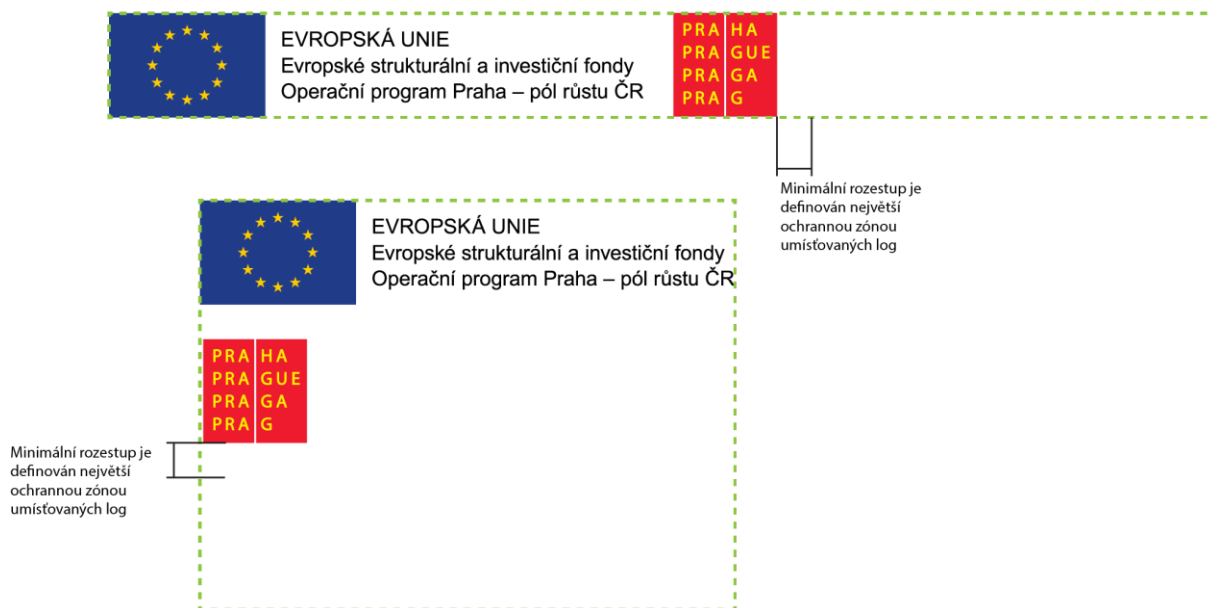 EVROPSKÁ UNIE
Evropské strukturální a investiční fondy
Operační program Praha – pól růstu ČR
PRA HA
PRA GUE
PRA GA
PRA G
Minimální rozestup je
definován největší
ochrannou zónou
umísťovaných log
EVROPSKÁ UNIE
Evropské strukturální a investiční fondy
Operační program Praha – pól růstu ČR
PRA HA
PRA GUE
PRA GA
PRA G
Minimální rozestup je
definován největší
ochrannou zónou
umísťovaných log